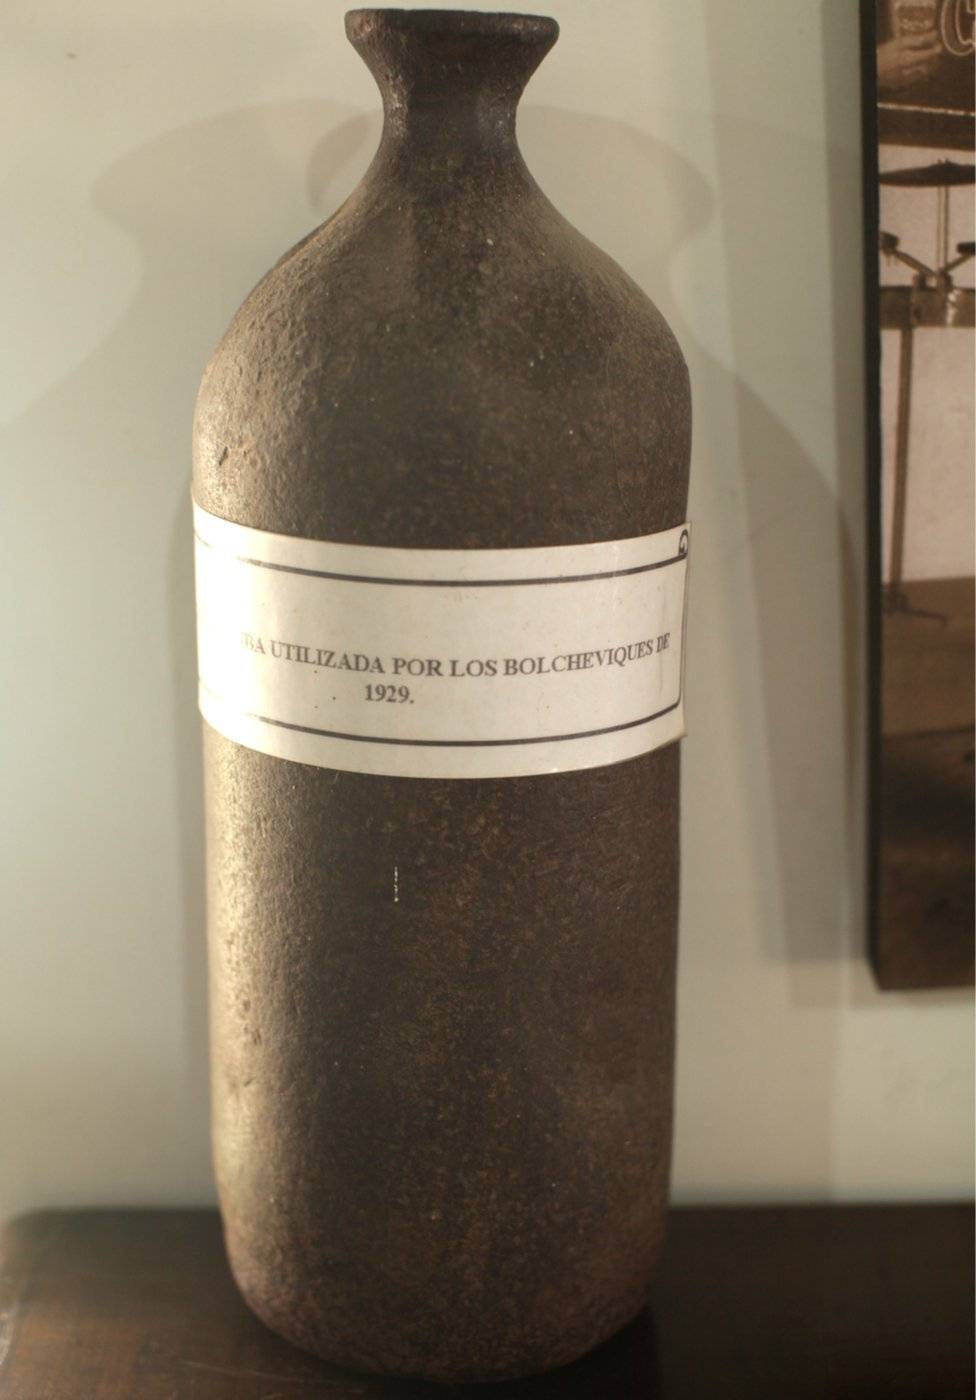 UTILIZADA POR LOS BOLCHEVIQUES DE
1929.